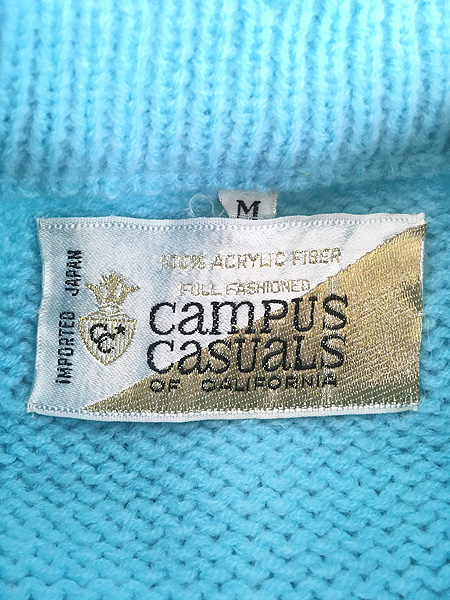 M
100% ACRYLIC FIBER
FULL FASHIONED
CAMPUS
CASUALS
OF CALIFORNIA
IMPORTED JAPAN
CC